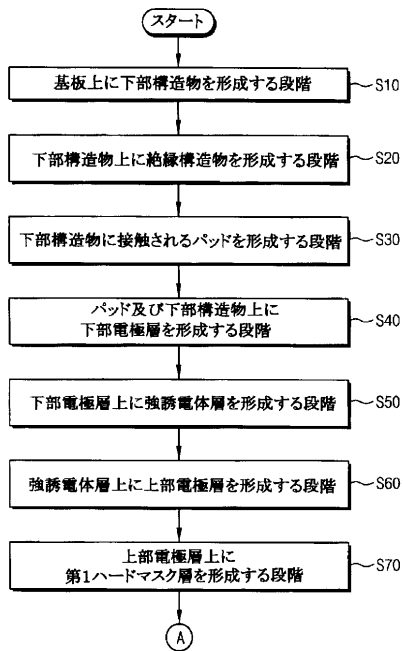 スタート
基板上に下部構造物を形成する段階
S10
下部構造物上に絶縁構造物を形成する段階
S20
下部構造物に接触されるパッドを形成する段階
S30
パッド及び下部構造物上に
下部電極層を形成する段階
S40
下部電極層上に強誘電体層を形成する段階
S50
強誘電体層上に上部電極層を形成する段階
S60
上部電極層上に
第1ハードマスク層を形成する段階
S70
A